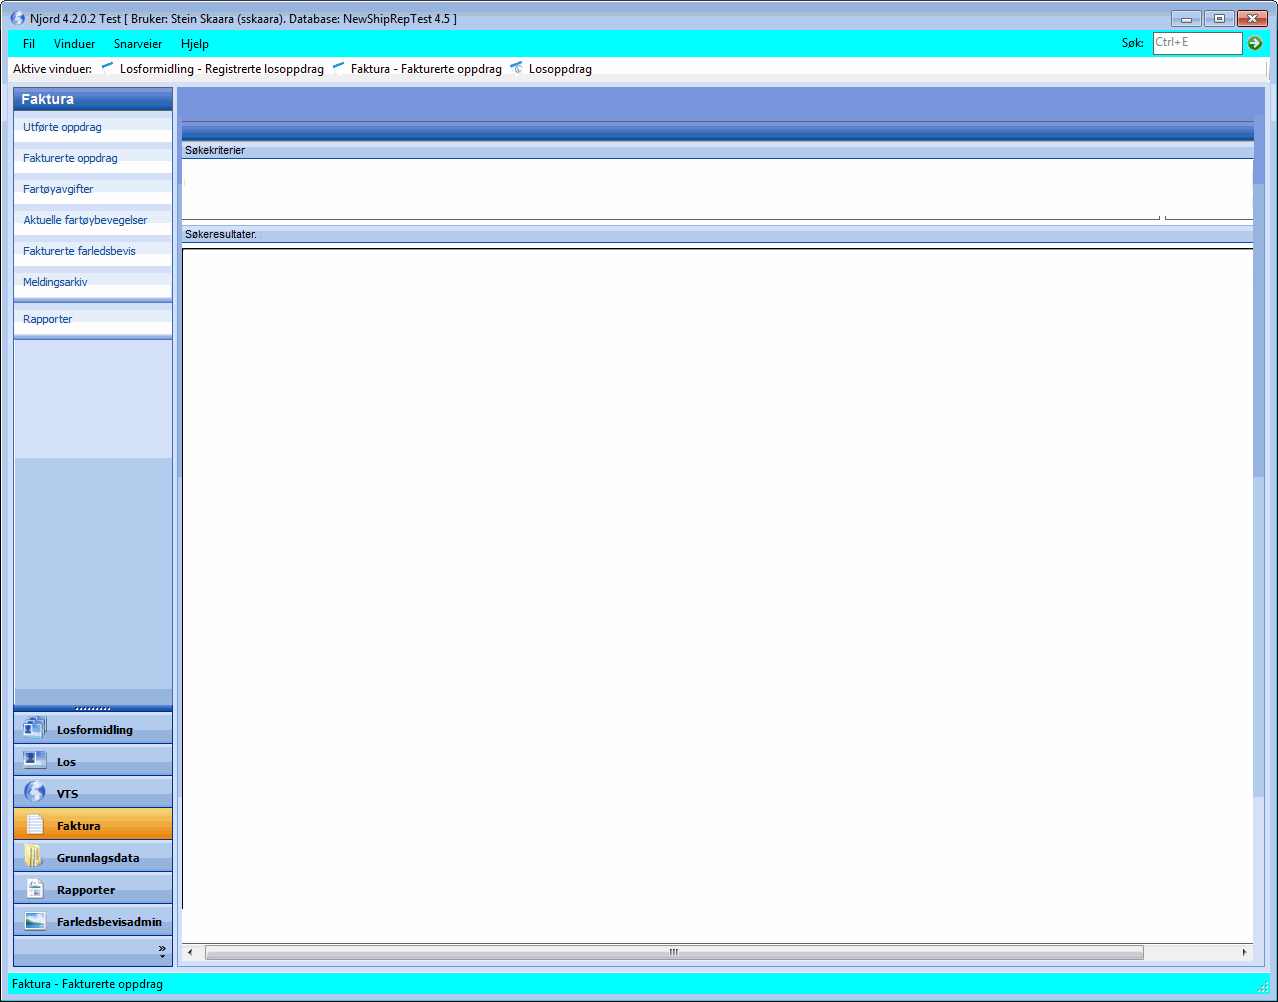 Njord 4.2.0.2 Test [ Bruker: Stein Skaara (sskaara). Database: NewShipRepTest 4.5 ]
Fil Vinduer Snarveier Hjelp Søk: Ctrl+E
Aktive vinduer: Losformidling - Registrerte losoppdrag Faktura - Fakturerte oppdrag Losoppdrag
Faktura
Utførte oppdrag
Fakturerte oppdrag
Fartøyavgifter
Aktuelle fartøybevegelser
Fakturerte farledsbevis
Meldingsarkiv
Rapporter
Søkekriterier
Søkeresultater.
Losformidling
Los
VTS
Faktura
Grunnlagsdata
Rapporter
Farledsbevisadmin
Faktura - Fakturerte oppdrag